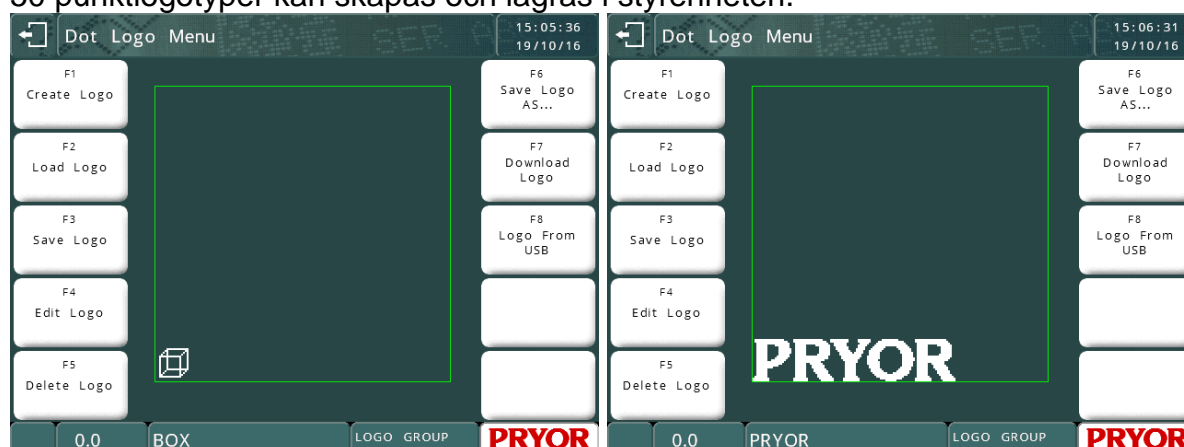 50 punktlogotyper kan skapas och lagras i styrenheten.
Dot Logo Menu
15:05:36
19/10/16
F1
Create Logo
F2
Load Logo
F3
Save Logo
F4
Edit Logo
F5
Delete Logo
F6
Save Logo
AS...
F7
Download
Logo
F8
Logo From
USB
0.0
BOX
LOGO GROUP
PRYOR
Dot Logo Menu
15:06:31
19/10/16
F1
Create Logo
F2
Load Logo
F3
Save Logo
F4
Edit Logo
F5
Delete Logo
PRYOR
F6
Save Logo
AS...
F7
Download
Logo
F8
Logo From
USB
0.0
PRYOR
LOGO GROUP
PRYOR